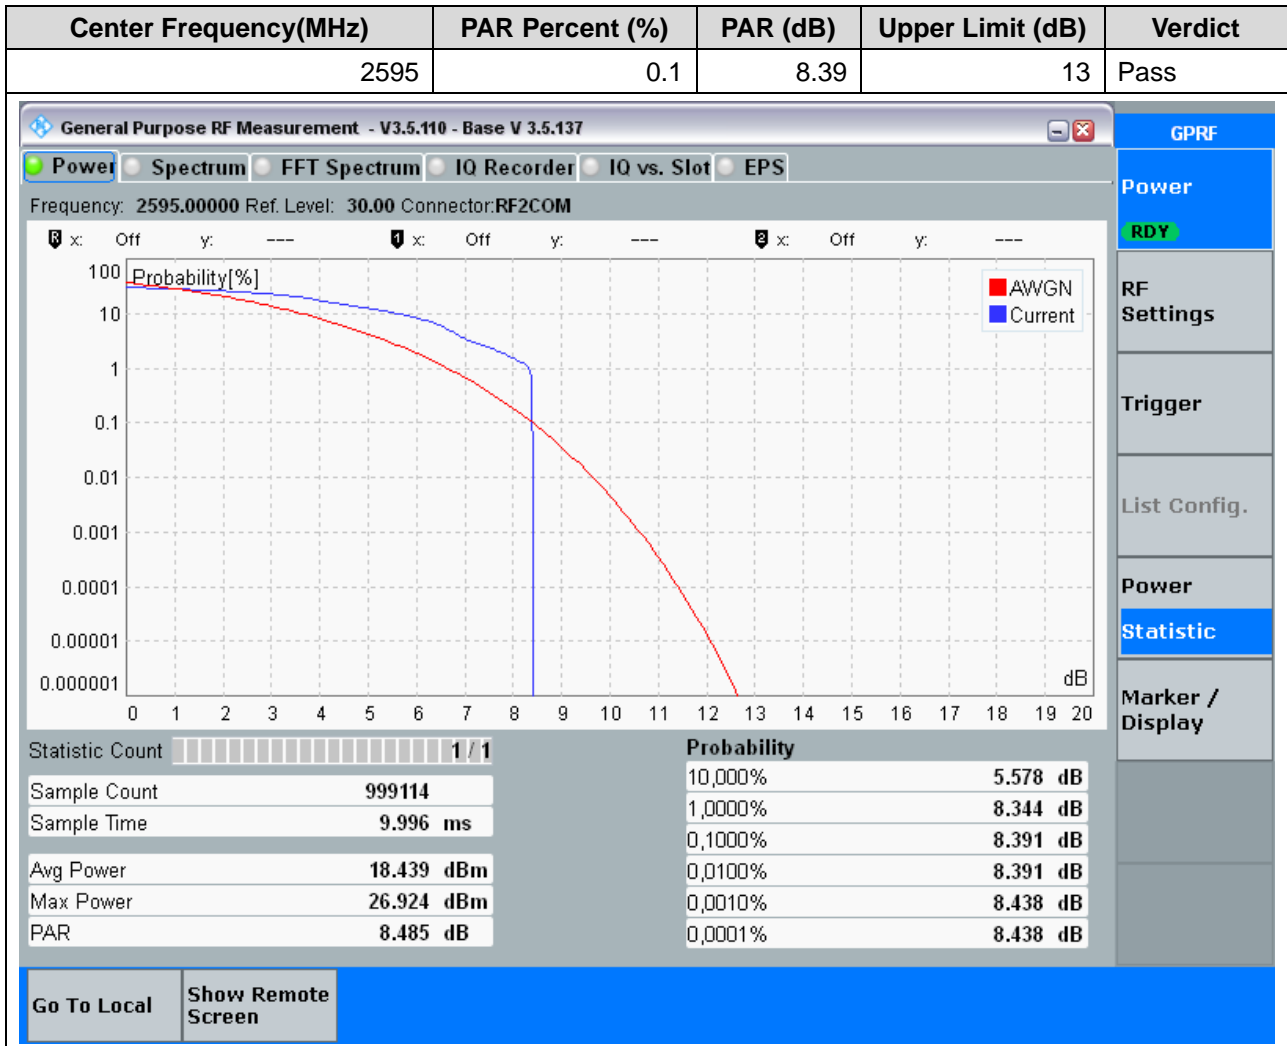 Center Frequency(MHz) PAR Percent (%) PAR (dB) Upper Limit (dB) Verdict
2595 0.1 8.39 13 Pass
General Purpose RF Measurement - V3.5.110 - Base V 3.5.137
GPRF
Power Spectrum FFT Spectrum IQ Recorder IQ vs. Slot EPS
Frequency: 2595.00000 Ref. Level: 30.00 Connector:RF2COM
R x: Off y: --- 1 x: Off y: --- 2 x: Off y: ---
Probability[%]
AWGN
Current
100
10
1
0.1
0.01
0.001
0.0001
0.00001
0.000001
dB
0 1 2 3 4 5 6 7 8 9 10 11 12 13 14 15 16 17 18 19 20
Statistic Count 1 / 1
Sample Count 999114
Sample Time 9.996 ms
Avg Power 18.439 dBm
Max Power 26.924 dBm
PAR 8.485 dB
Probability
10,000% 5.578 dB
1,0000% 8.344 dB
0,1000% 8.391 dB
0,0100% 8.391 dB
0,0010% 8.438 dB
0,0001% 8.438 dB
Power
RDY
RF
Settings
Trigger
List Config.
Power
Statistic
Marker /
Display
Go To Local
Show Remote
Screen